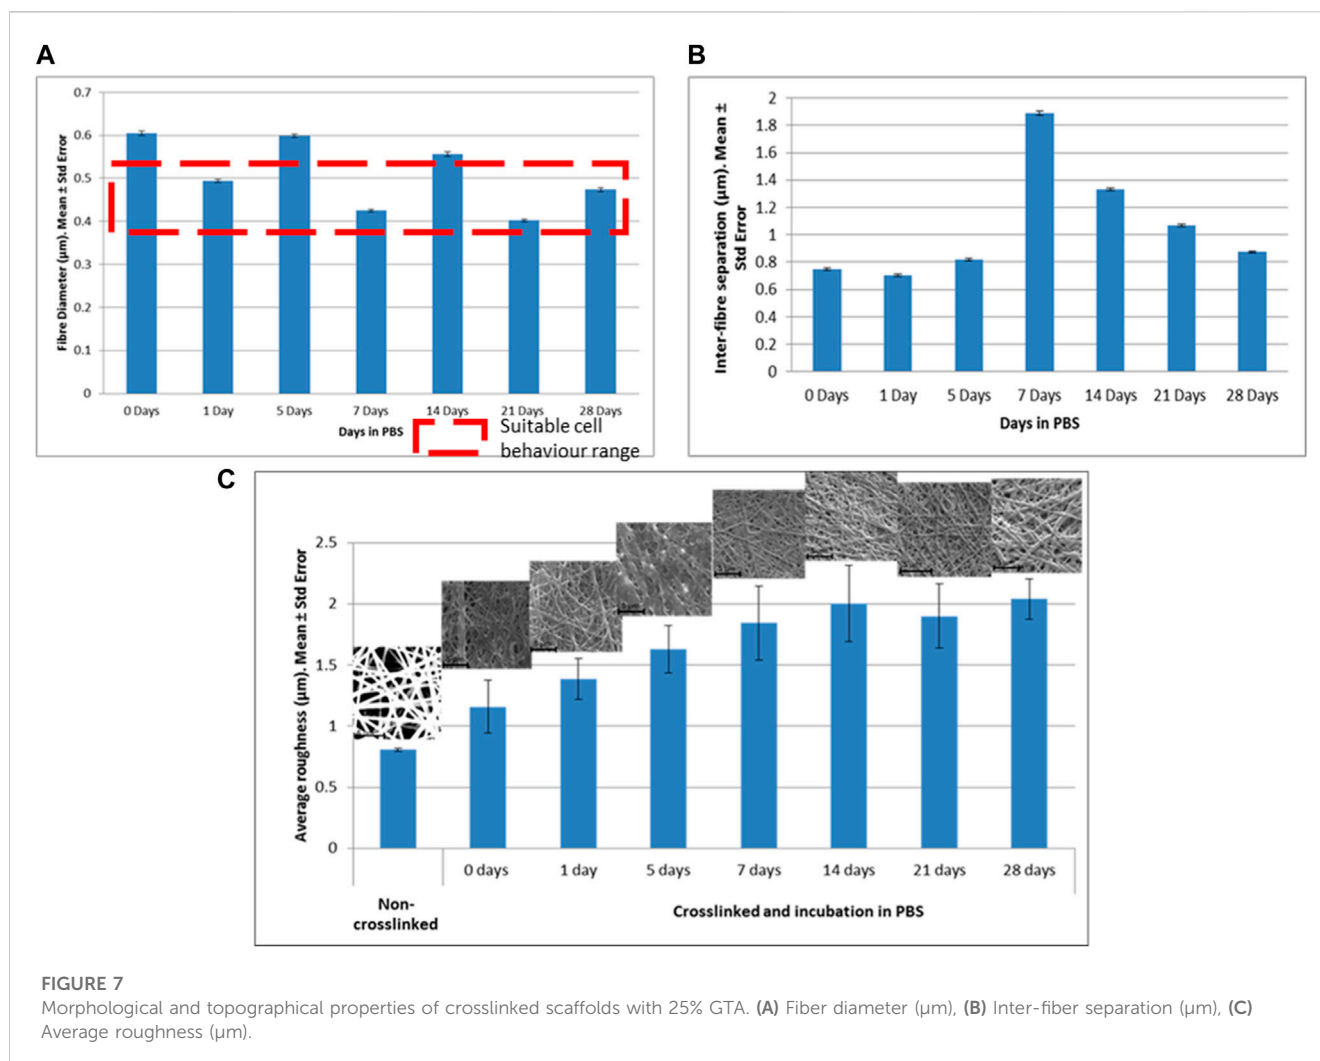 A
0.7
0.6
0.5
0.4
0.3
0.2
0.1
0
Fibre Diameter (µm). Mean ± Std Error
0 Days 1 Day 5 Days 7 Days 14 Days 21 Days 28 Days
Days in PBS
Suitable cell
behaviour range
B
2
1.8
1.6
1.4
1.2
1
0.8
0.6
0.4
0.2
0
Inter-fibre separation (µm). Mean ±
Std Error
0 Days 1 Day 5 Days 7 Days 14 Days 21 Days 28 Days
Days in PBS
C
2.5
2
1.5
1
0.5
0
Average roughness (µm). Mean ± Std Error
0 days 1 day 5 days 7 days 14 days 21 days 28 days
Non-
crosslinked
Crosslinked and incubation in PBS
FIGURE 7
Morphological and topographical properties of crosslinked scaffolds with 25% GTA. (A) Fiber diameter (µm), (B) Inter-fiber separation (µm), (C)
Average roughness (µm).